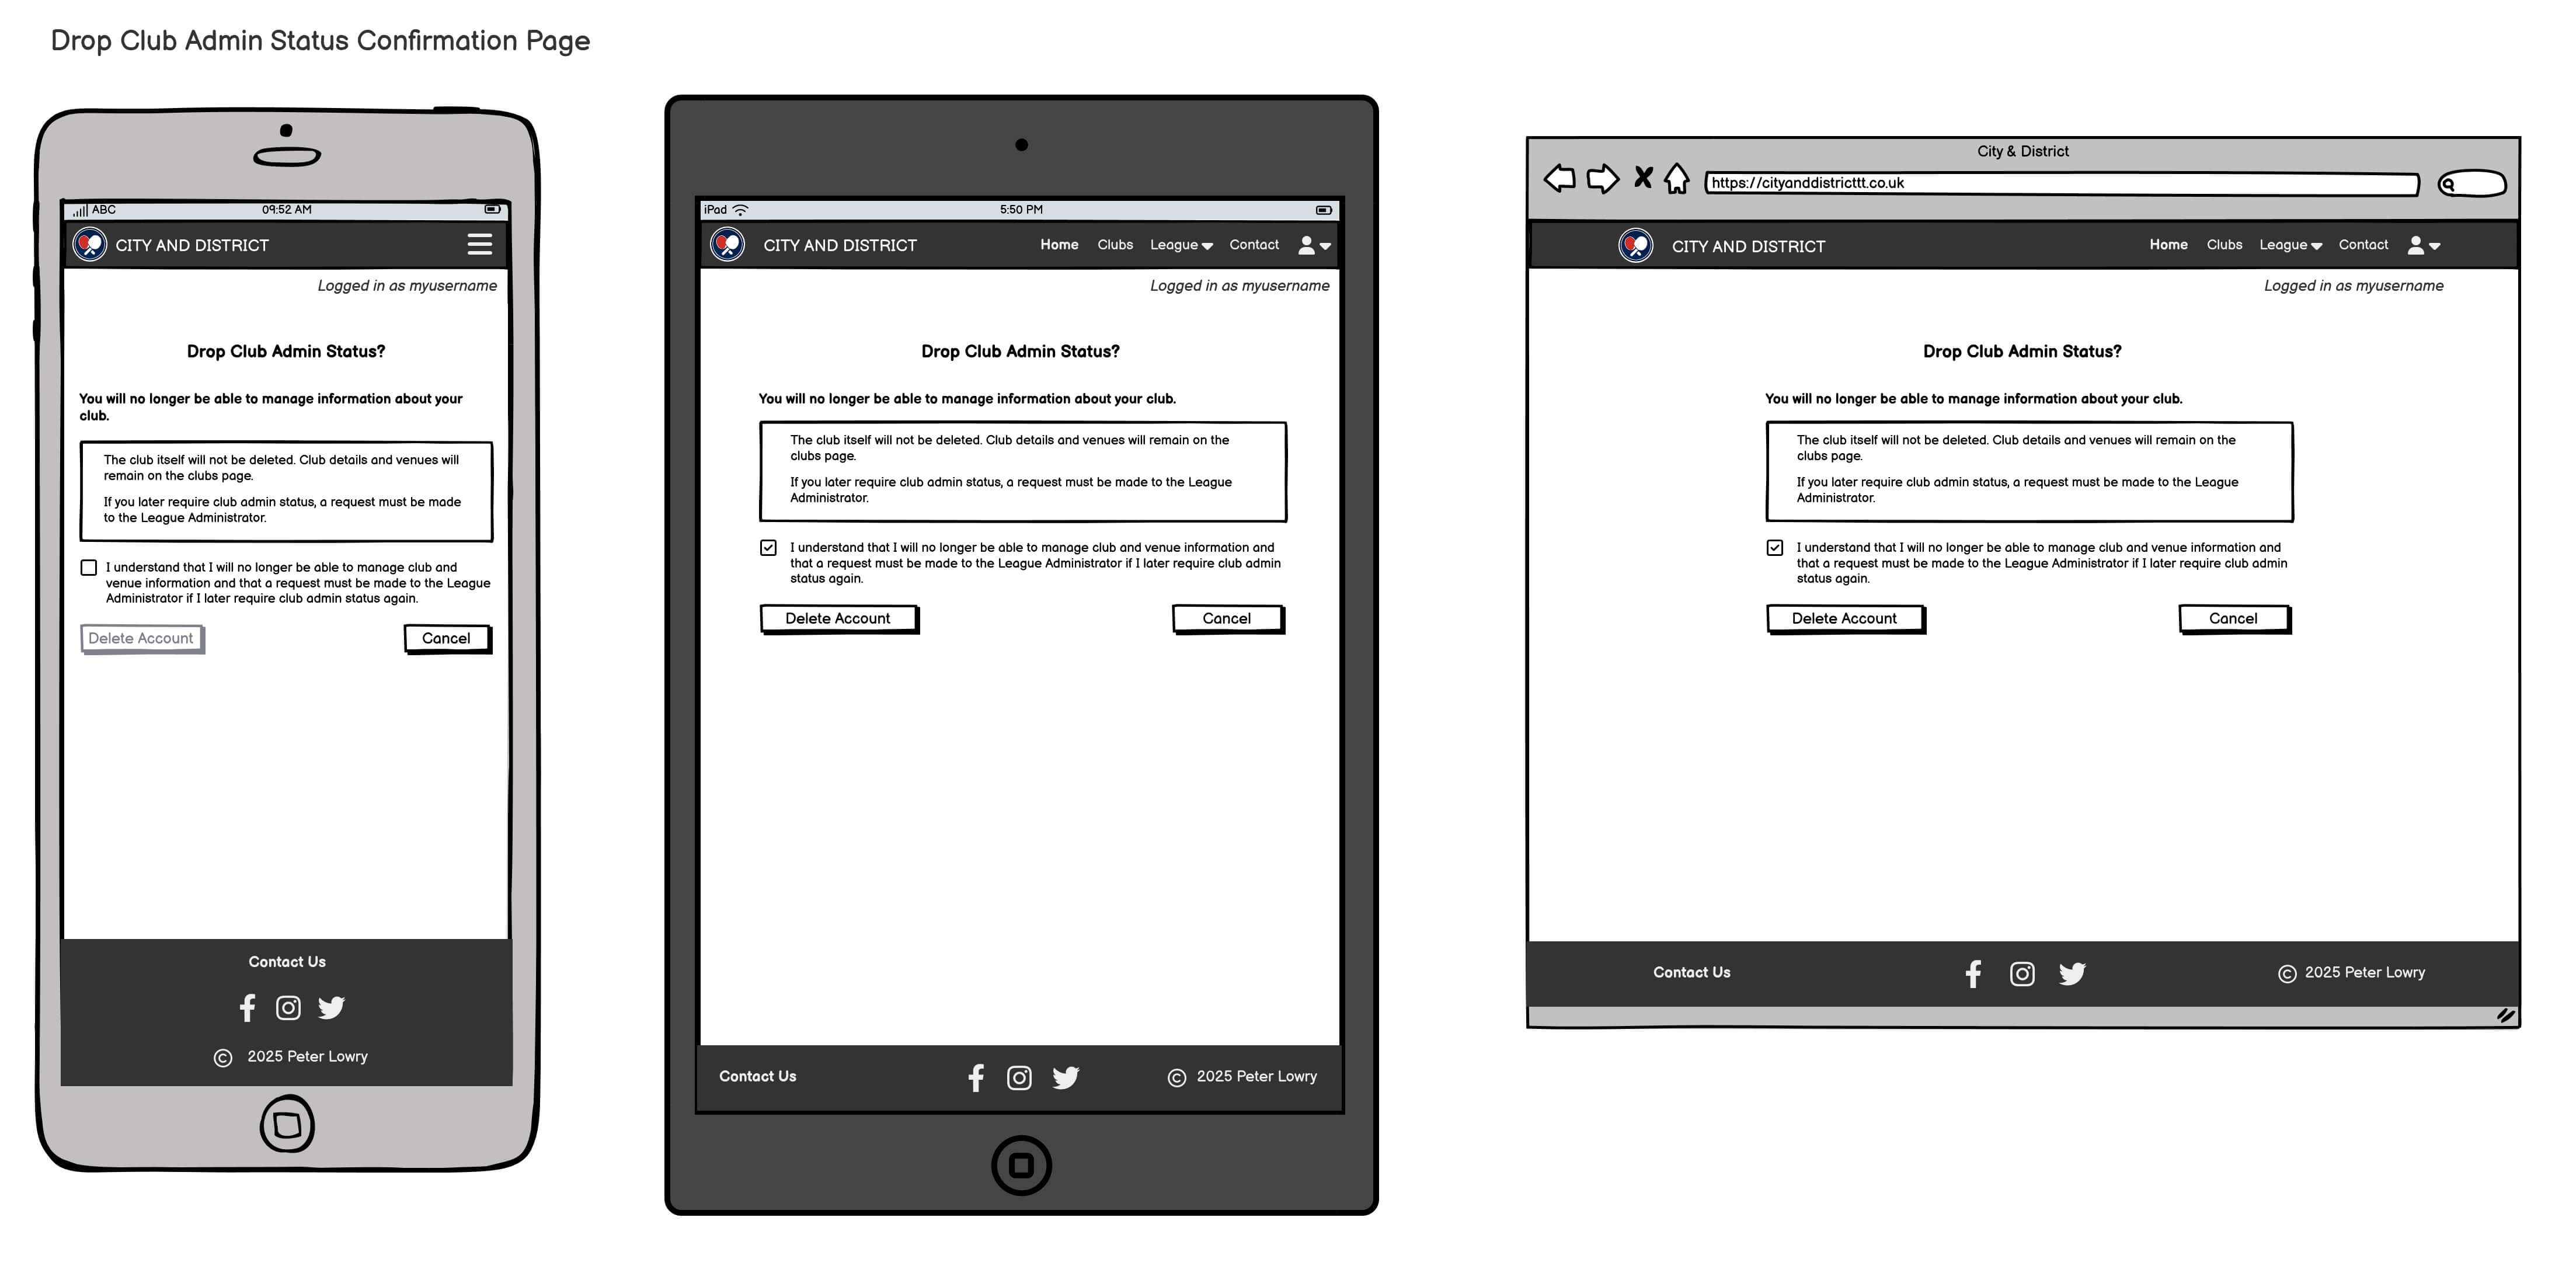 Drop Club Admin Status Confirmation Page
ABC
09:52 AM
CITY AND DISTRICT
Logged in as myusername
Drop Club Admin Status?
You will no longer be able to manage information about your
club.
The club itself will not be deleted. Club details and venues will
remain on the clubs page.
If you later require club admin status, a request must be made
to the League Administrator.
I understand that I will no longer be able to manage club and
venue information and that a request must be made to the League
Administrator if I later require club admin status again.
Delete Account
Cancel
Contact Us
© 2025 Peter Lowry
iPad
5:50 PM
CITY AND DISTRICT
Home Clubs League Contact
Logged in as myusername
Drop Club Admin Status?
You will no longer be able to manage information about your club.
The club itself will not be deleted. Club details and venues will remain on the
clubs page.
If you later require club admin status, a request must be made to the League
Administrator.
I understand that I will no longer be able to manage club and venue information and
that a request must be made to the League Administrator if I later require club admin
status again.
Delete Account
Cancel
Contact Us
© 2025 Peter Lowry
City & District
https://cityanddistricttt.co.uk
CITY AND DISTRICT
Home Clubs League Contact
Logged in as myusername
Drop Club Admin Status?
You will no longer be able to manage information about your club.
The club itself will not be deleted. Club details and venues will remain on the
clubs page.
If you later require club admin status, a request must be made to the League
Administrator.
I understand that I will no longer be able to manage club and venue information and
that a request must be made to the League Administrator if I later require club admin
status again.
Delete Account
Cancel
Contact Us
© 2025 Peter Lowry